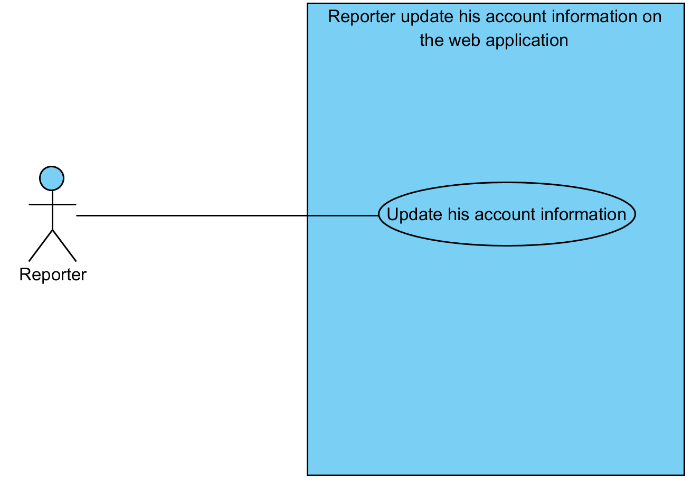 Reporter update his account information on
the web application
Update his account information
Reporter